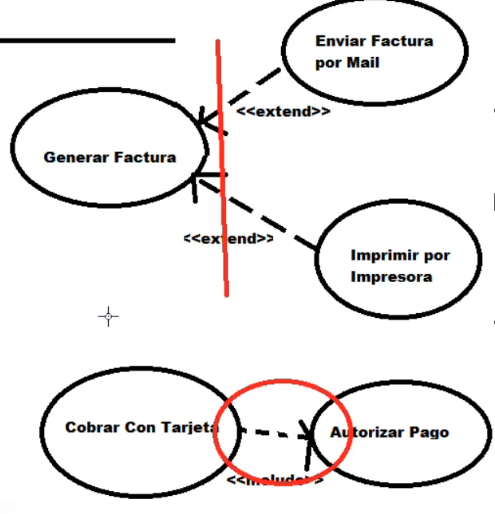 Enviar Factura
por Mail
<<extend>>
Generar Factura
<<extend>>
Imprimir por
Impresora
Cobrar Con Tarjeta
Autorizar Pago
<<include>>